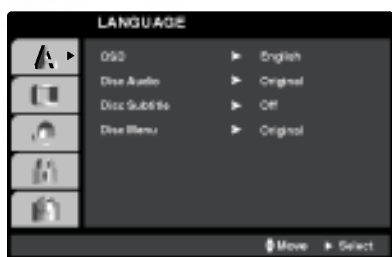 LANGUAGE
OSD ► English
Disc Audio ► Original
Disc Subtitle ► Off
Disc Menu ► Original
Move ► Select